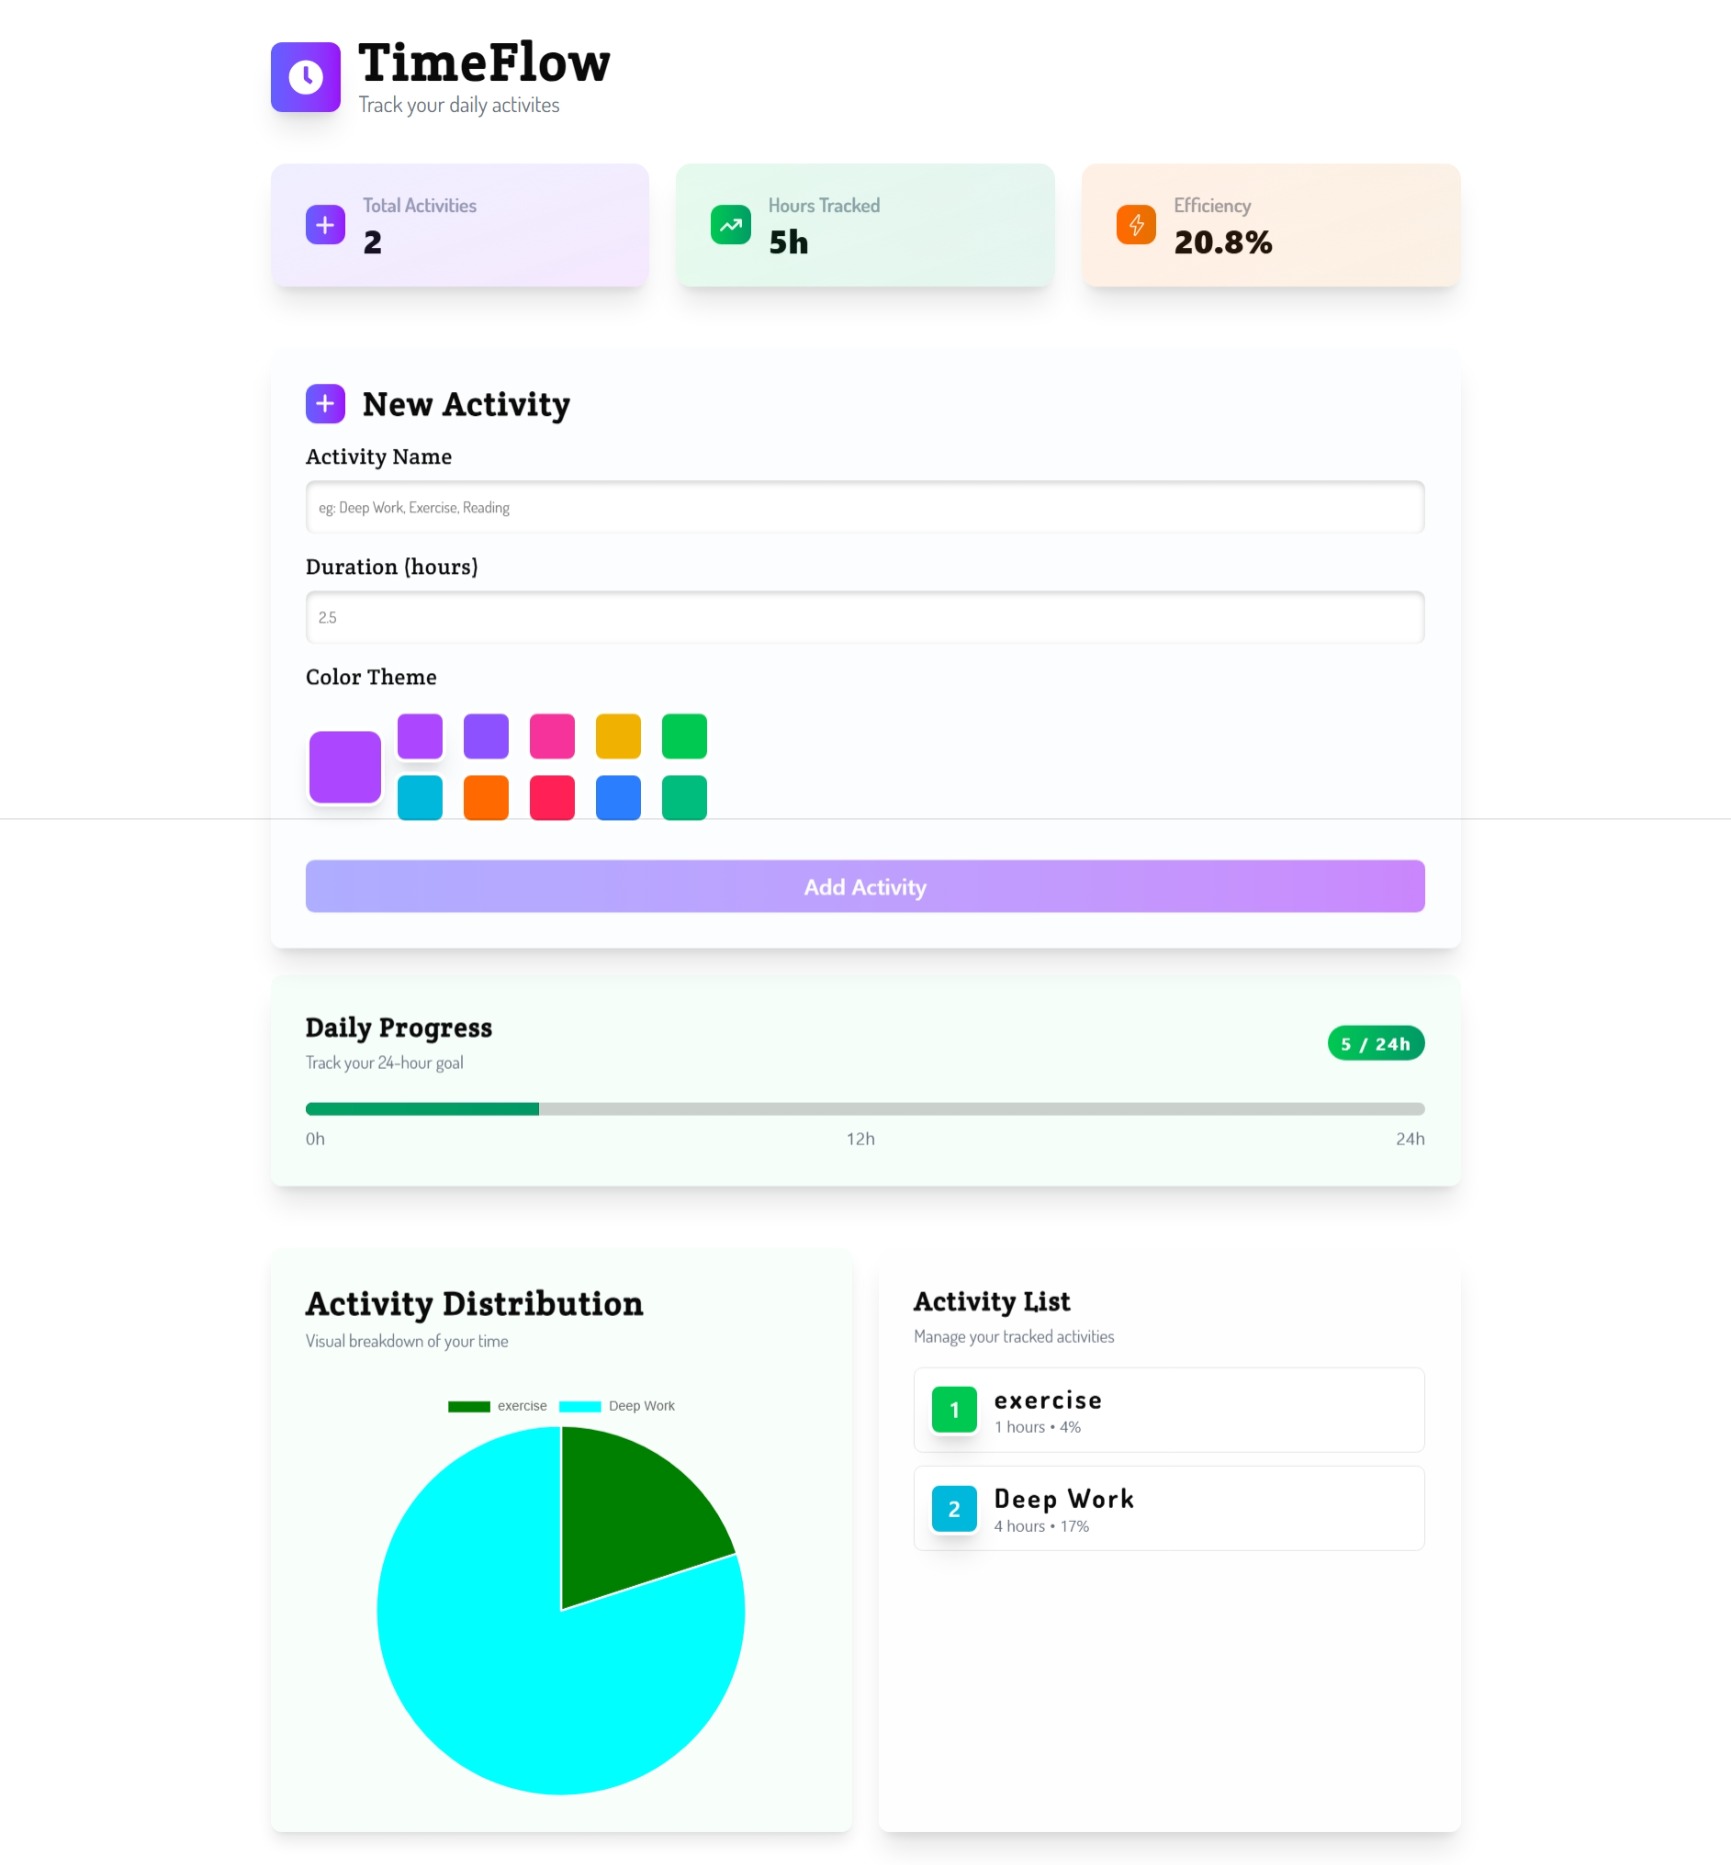 TimeFlow
Track your daily activites
Total Activities
2
Hours Tracked
5h
Efficiency
20.8%
New Activity
Activity Name
eg: Deep Work, Exercise, Reading
Duration (hours)
2.5
Color Theme
Add Activity
Daily Progress
Track your 24-hour goal
5 / 24h
0h 12h 24h
Activity Distribution
Visual breakdown of your time
exercise Deep Work
Activity List
Manage your tracked activities
1
exercise
1 hours • 4%
2
Deep Work
4 hours • 17%